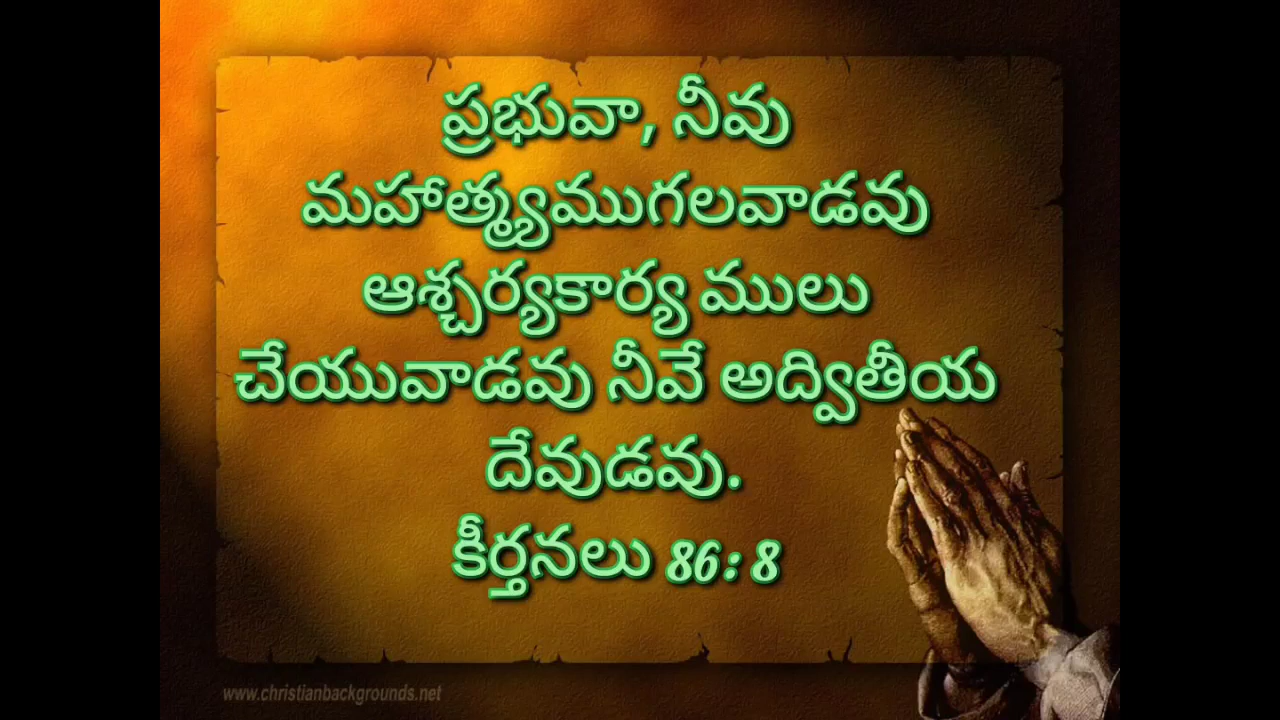 ప్రభువా, నీవు
మహాత్మ్యముగలవాడవు
ఆశ్చర్యకార్య ములు
చేయువాడవు నీవే అద్వితీయ
దేవుడవు.
కీర్తనలు 86: 8
www.christianbackgrounds.net